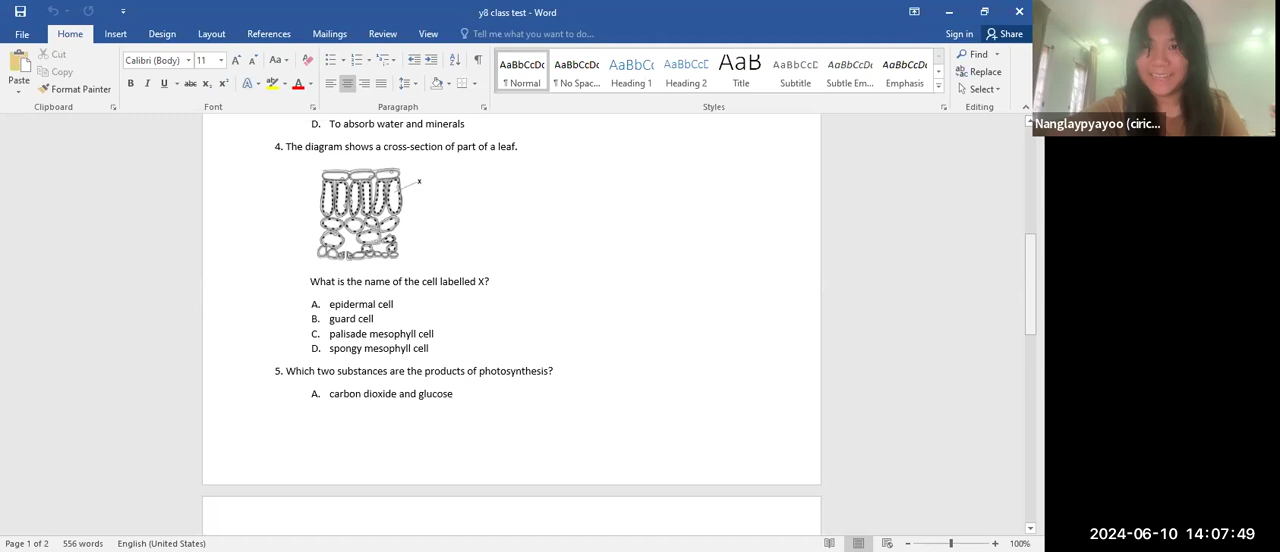 y8 class test - Word
File Home Insert Design Layout References Mailings Review View Tell me what you want to do... Sign in Share
Paste
Cut
Copy
Format Painter
Calibri (Body) 11
AaBbCcDc ¶ Normal
AaBbCcDc ¶ No Spac...
AaBbCc Heading 1
AaBbCcD Heading 2
AaB Title
AaBbCcD Subtitle
AaBbCcDc Subtle Em...
AaBbCcDc Emphasis
Find
Replace
Select
Clipboard Font Paragraph Styles Editing
Nanglaypyayoo (ciric...
D. To absorb water and minerals
4. The diagram shows a cross-section of part of a leaf.
X
What is the name of the cell labelled X?
A. epidermal cell
B. guard cell
C. palisade mesophyll cell
D. spongy mesophyll cell
5. Which two substances are the products of photosynthesis?
A. carbon dioxide and glucose
Page 1 of 2 556 words English (United States) 100%
2024-06-10 14:07:49